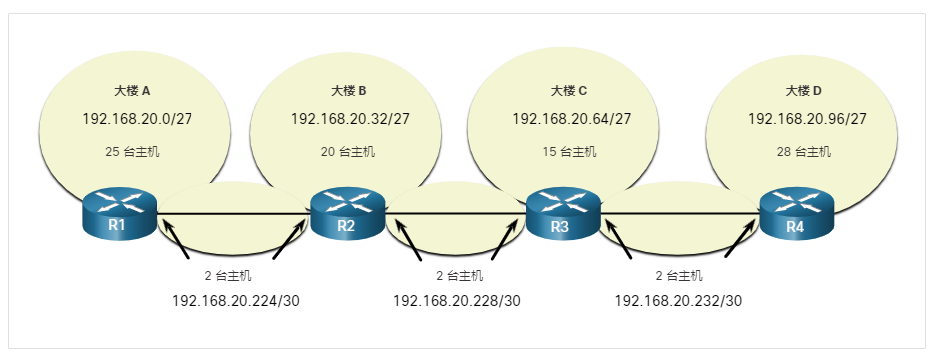 大楼 A
192.168.20.0/27
25 台主机
大楼 B
192.168.20.32/27
20 台主机
大楼 C
192.168.20.64/27
15 台主机
大楼 D
192.168.20.96/27
28 台主机
R1
R2
R3
R4
2 台主机
192.168.20.224/30
2 台主机
192.168.20.228/30
2 台主机
192.168.20.232/30